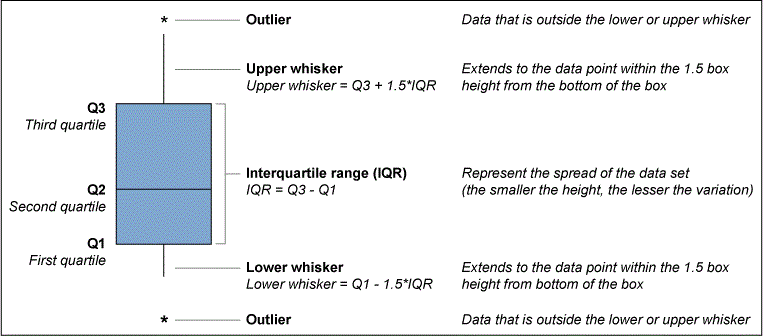 * Outlier Data that is outside the lower or upper whisker
Upper whisker Extends to the data point within the 1.5 box
Upper whisker = Q3 + 1.5*IQR height from the bottom of the box
Q3
Third quartile
Interquartile range (IQR) Represent the spread of the data set
IQR = Q3 - Q1 (the smaller the height, the lesser the variation)
Q2
Second quartile
Q1
First quartile
Lower whisker Extends to the data point within the 1.5 box
Lower whisker = Q1 - 1.5*IQR height from bottom of the box
* Outlier Data that is outside the lower or upper whisker